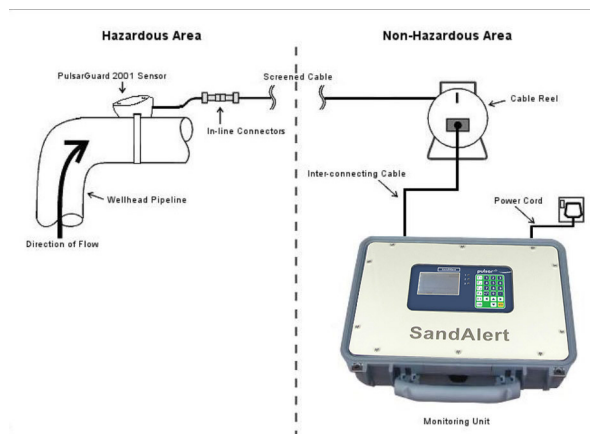 Hazardous Area
Non-Hazardous Area
PulsarGuard 2001 Sensor
Screened Cable
Cable Reel
In-line Connectors
Inter-connecting Cable
Power Cord
Wellhead Pipeline
Direction of Flow
pulsar
SandAlert
Monitoring Unit